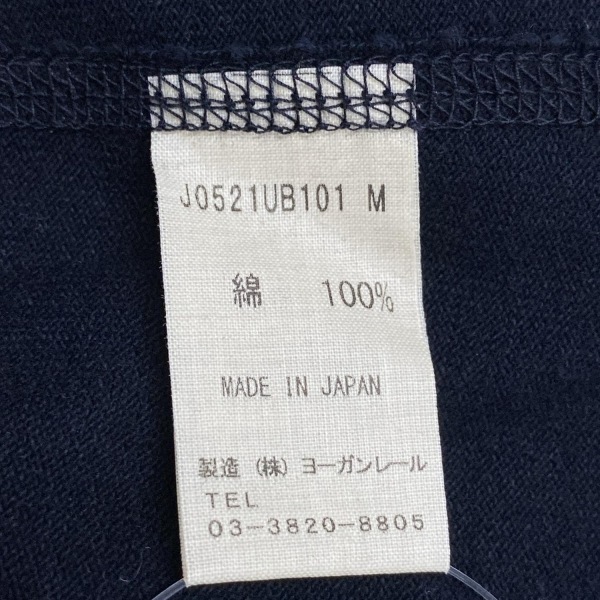 J0521UB101 M
綿 100%
MADE IN JAPAN
製造 (株) ヨーガンレール
TEL
03-3820-8805